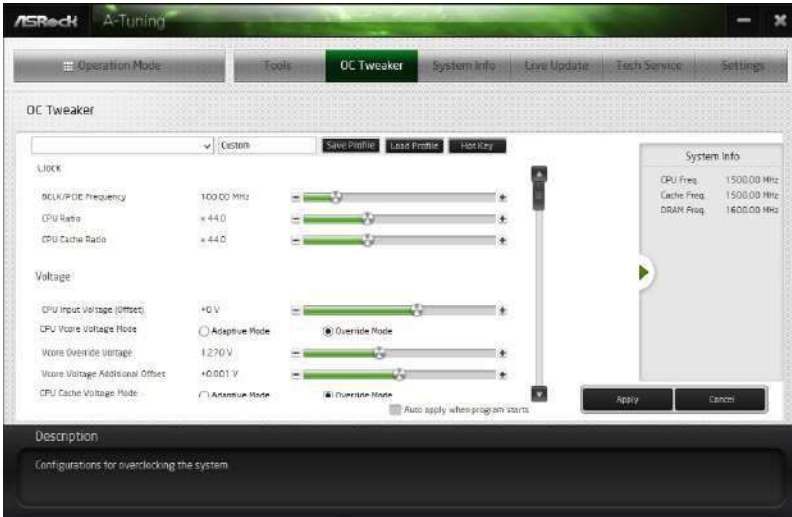 ASRock A-Tuning
Operation Mode Tools OC Tweaker System Info Live Update Tech Service Settings
OC Tweaker
Custom Save Profile Load Profile Hot Key
Clock
BCLK/PCIE Frequency 100.00 MHz
CPU Ratio x 44.0
CPU Cache Ratio x 44.0
Voltage
CPU Input Voltage (Offset) +0 V
CPU Vcore Voltage Mode Adaptive Mode Override Mode
Vcore Override Voltage 1.270 V
Vcore Voltage Additional Offset +0.001 V
CPU Cache Voltage Mode Adaptive Mode Override Mode
Auto apply when program starts
System Info
CPU Freq. 1500.00 MHz
Cache Freq. 1500.00 MHz
DRAM Freq. 1600.00 MHz
Apply Cancel
Description
Configurations for overclocking the system